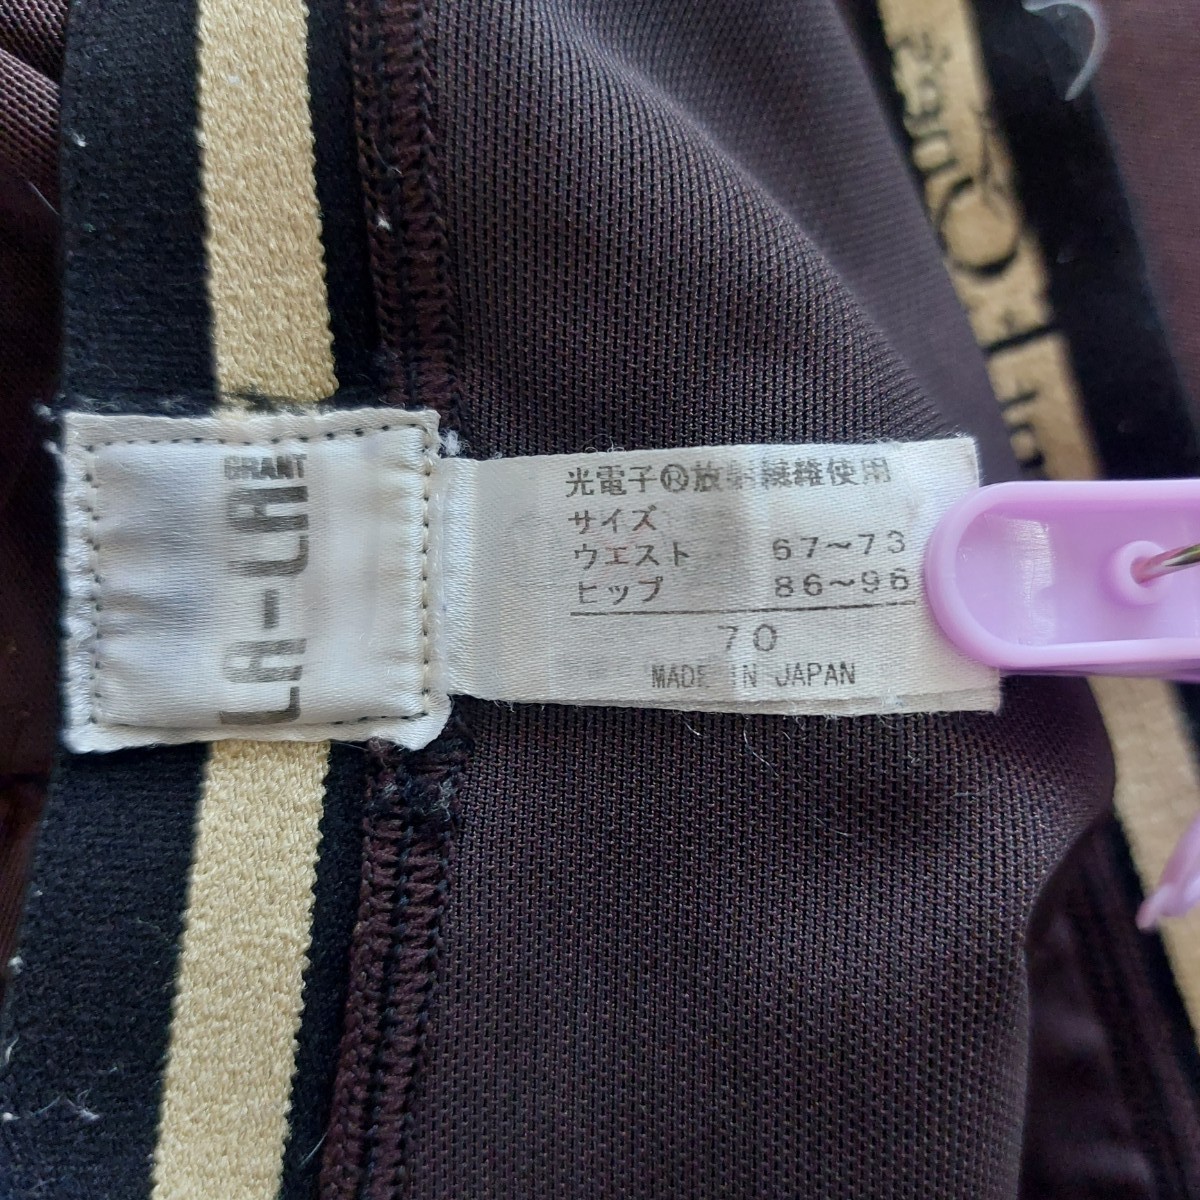 GRANT
LA-LA
光電子®放射繊維使用
サイズ
ウエスト 67～73
ヒップ 86～96
70
MADE IN JAPAN